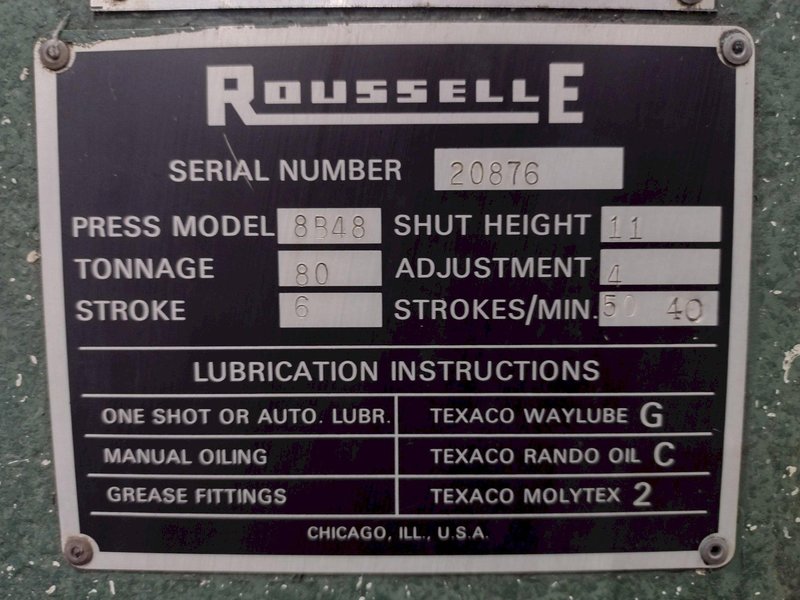 ROUSSELLE
SERIAL NUMBER 20876
PRESS MODEL 8B48 SHUT HEIGHT 11
TONNAGE 80 ADJUSTMENT 4
STROKE 6 STROKES/MIN. 50 40
LUBRICATION INSTRUCTIONS
ONE SHOT OR AUTO. LUBR. TEXACO WAYLUBE G
MANUAL OILING TEXACO RANDO OIL C
GREASE FITTINGS TEXACO MOLYTEX 2
CHICAGO, ILL., U.S.A.